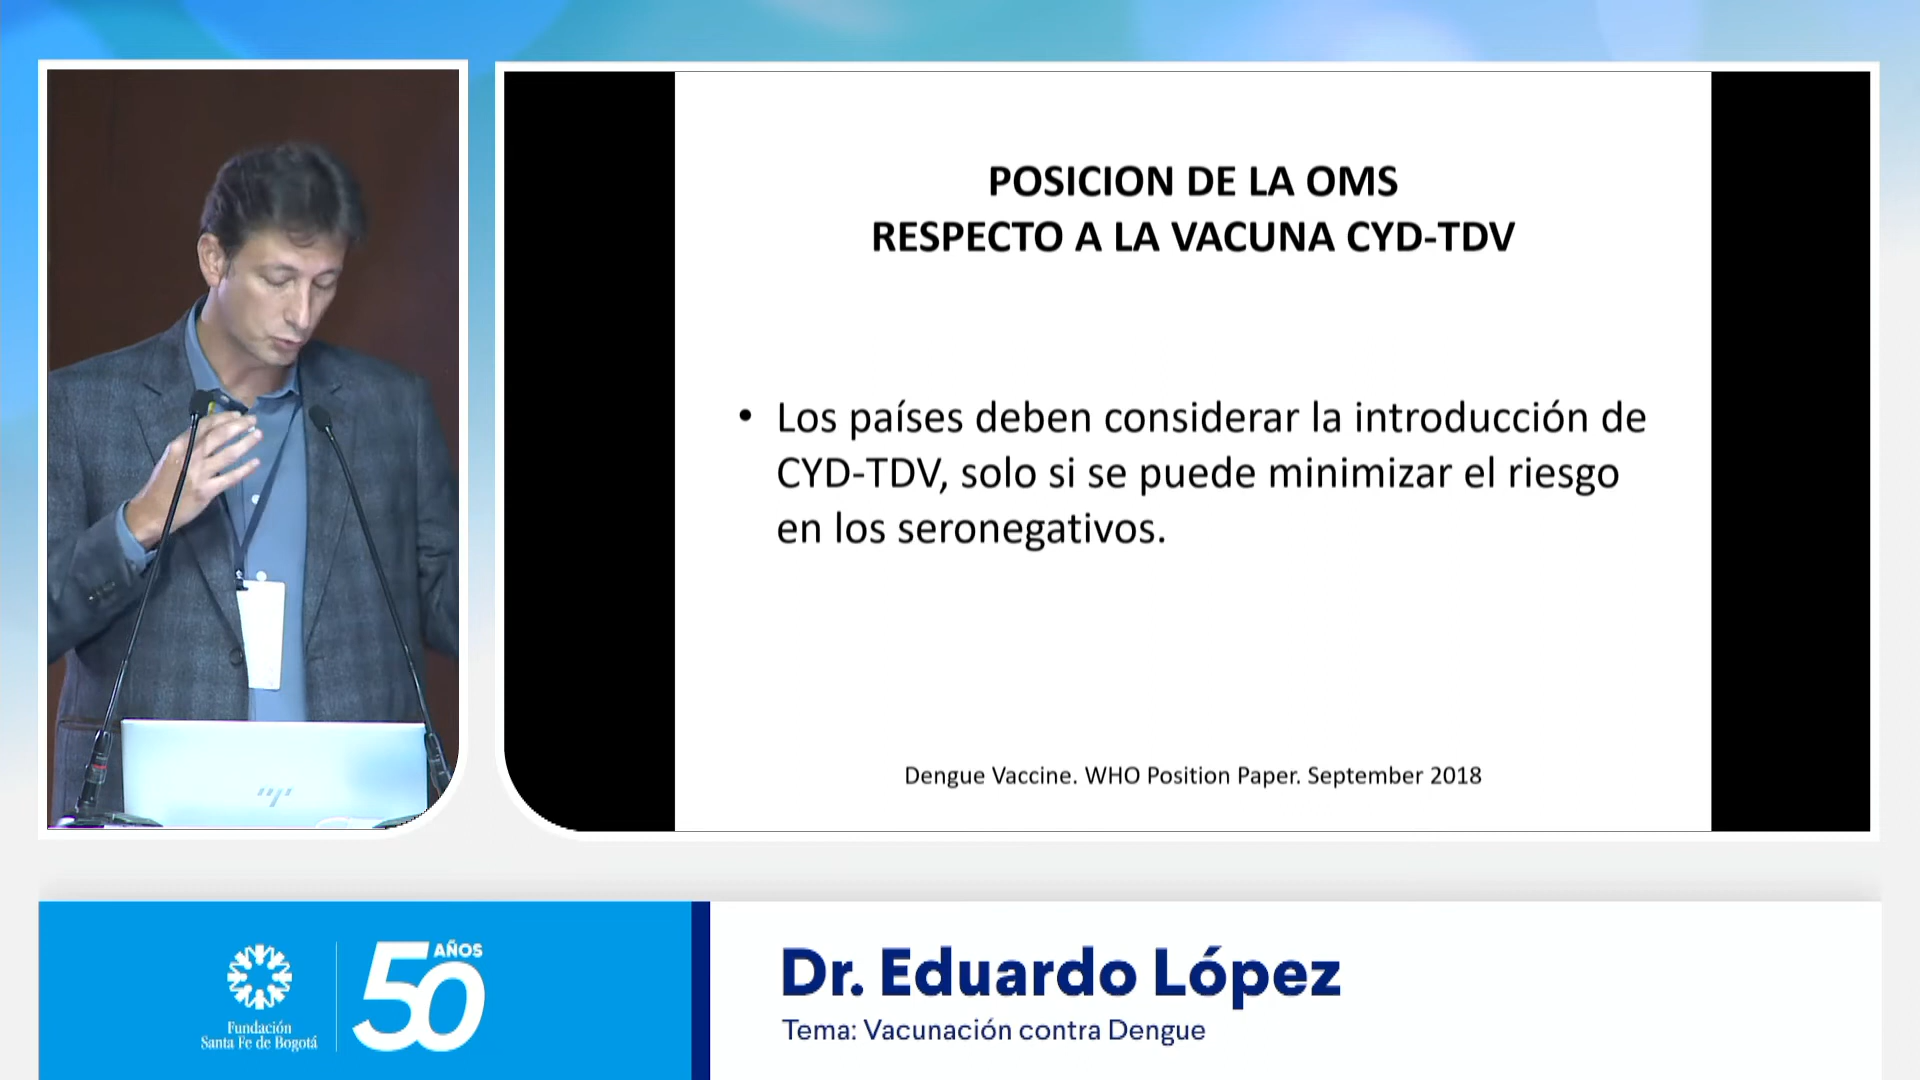 POSICION DE LA OMS
RESPECTO A LA VACUNA CYD-TDV
• Los países deben considerar la introducción de
CYD-TDV, solo si se puede minimizar el riesgo
en los seronegativos.
Dengue Vaccine. WHO Position Paper. September 2018
hp
50 AÑOS
Fundación
Santa Fe de Bogotá
Dr. Eduardo López
Tema: Vacunación contra Dengue